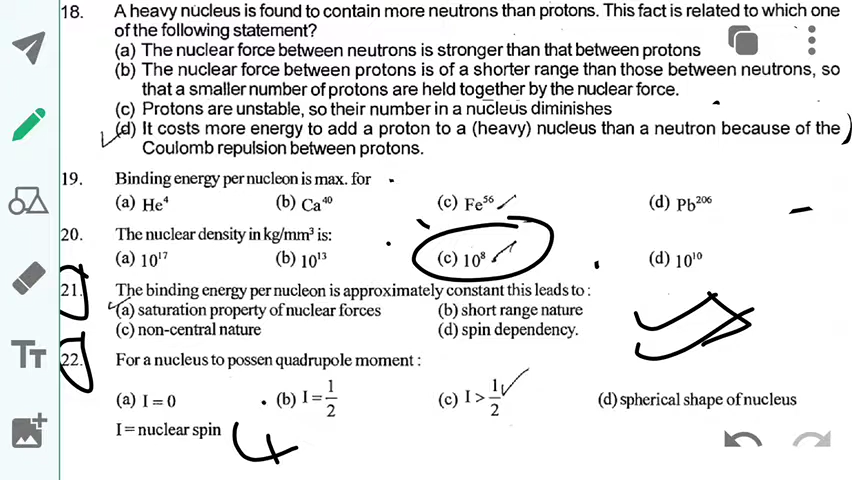 18. A heavy nucleus is found to contain more neutrons than protons. This fact is related to which one
of the following statement?
(a) The nuclear force between neutrons is stronger than that between protons
(b) The nuclear force between protons is of a shorter range than those between neutrons, so
that a smaller number of protons are held together by the nuclear force.
(c) Protons are unstable, so their number in a nucleus diminishes
(d) It costs more energy to add a proton to a (heavy) nucleus than a neutron because of the
Coulomb repulsion between protons.
19. Binding energy per nucleon is max. for
(a) He⁴ (b) Ca⁴⁰ (c) Fe⁵⁶ (d) Pb²⁰⁶
20. The nuclear density in kg/mm³ is:
(a) 10¹⁷ (b) 10¹³ (c) 10⁸ (d) 10¹⁰
21. The binding energy per nucleon is approximately constant this leads to :
(a) saturation property of nuclear forces (b) short range nature
(c) non-central nature (d) spin dependency.
22. For a nucleus to possen quadrupole moment :
(a) I = 0 (b) I = 1/2 (c) I > 1/2 (d) spherical shape of nucleus
I = nuclear spin
TT